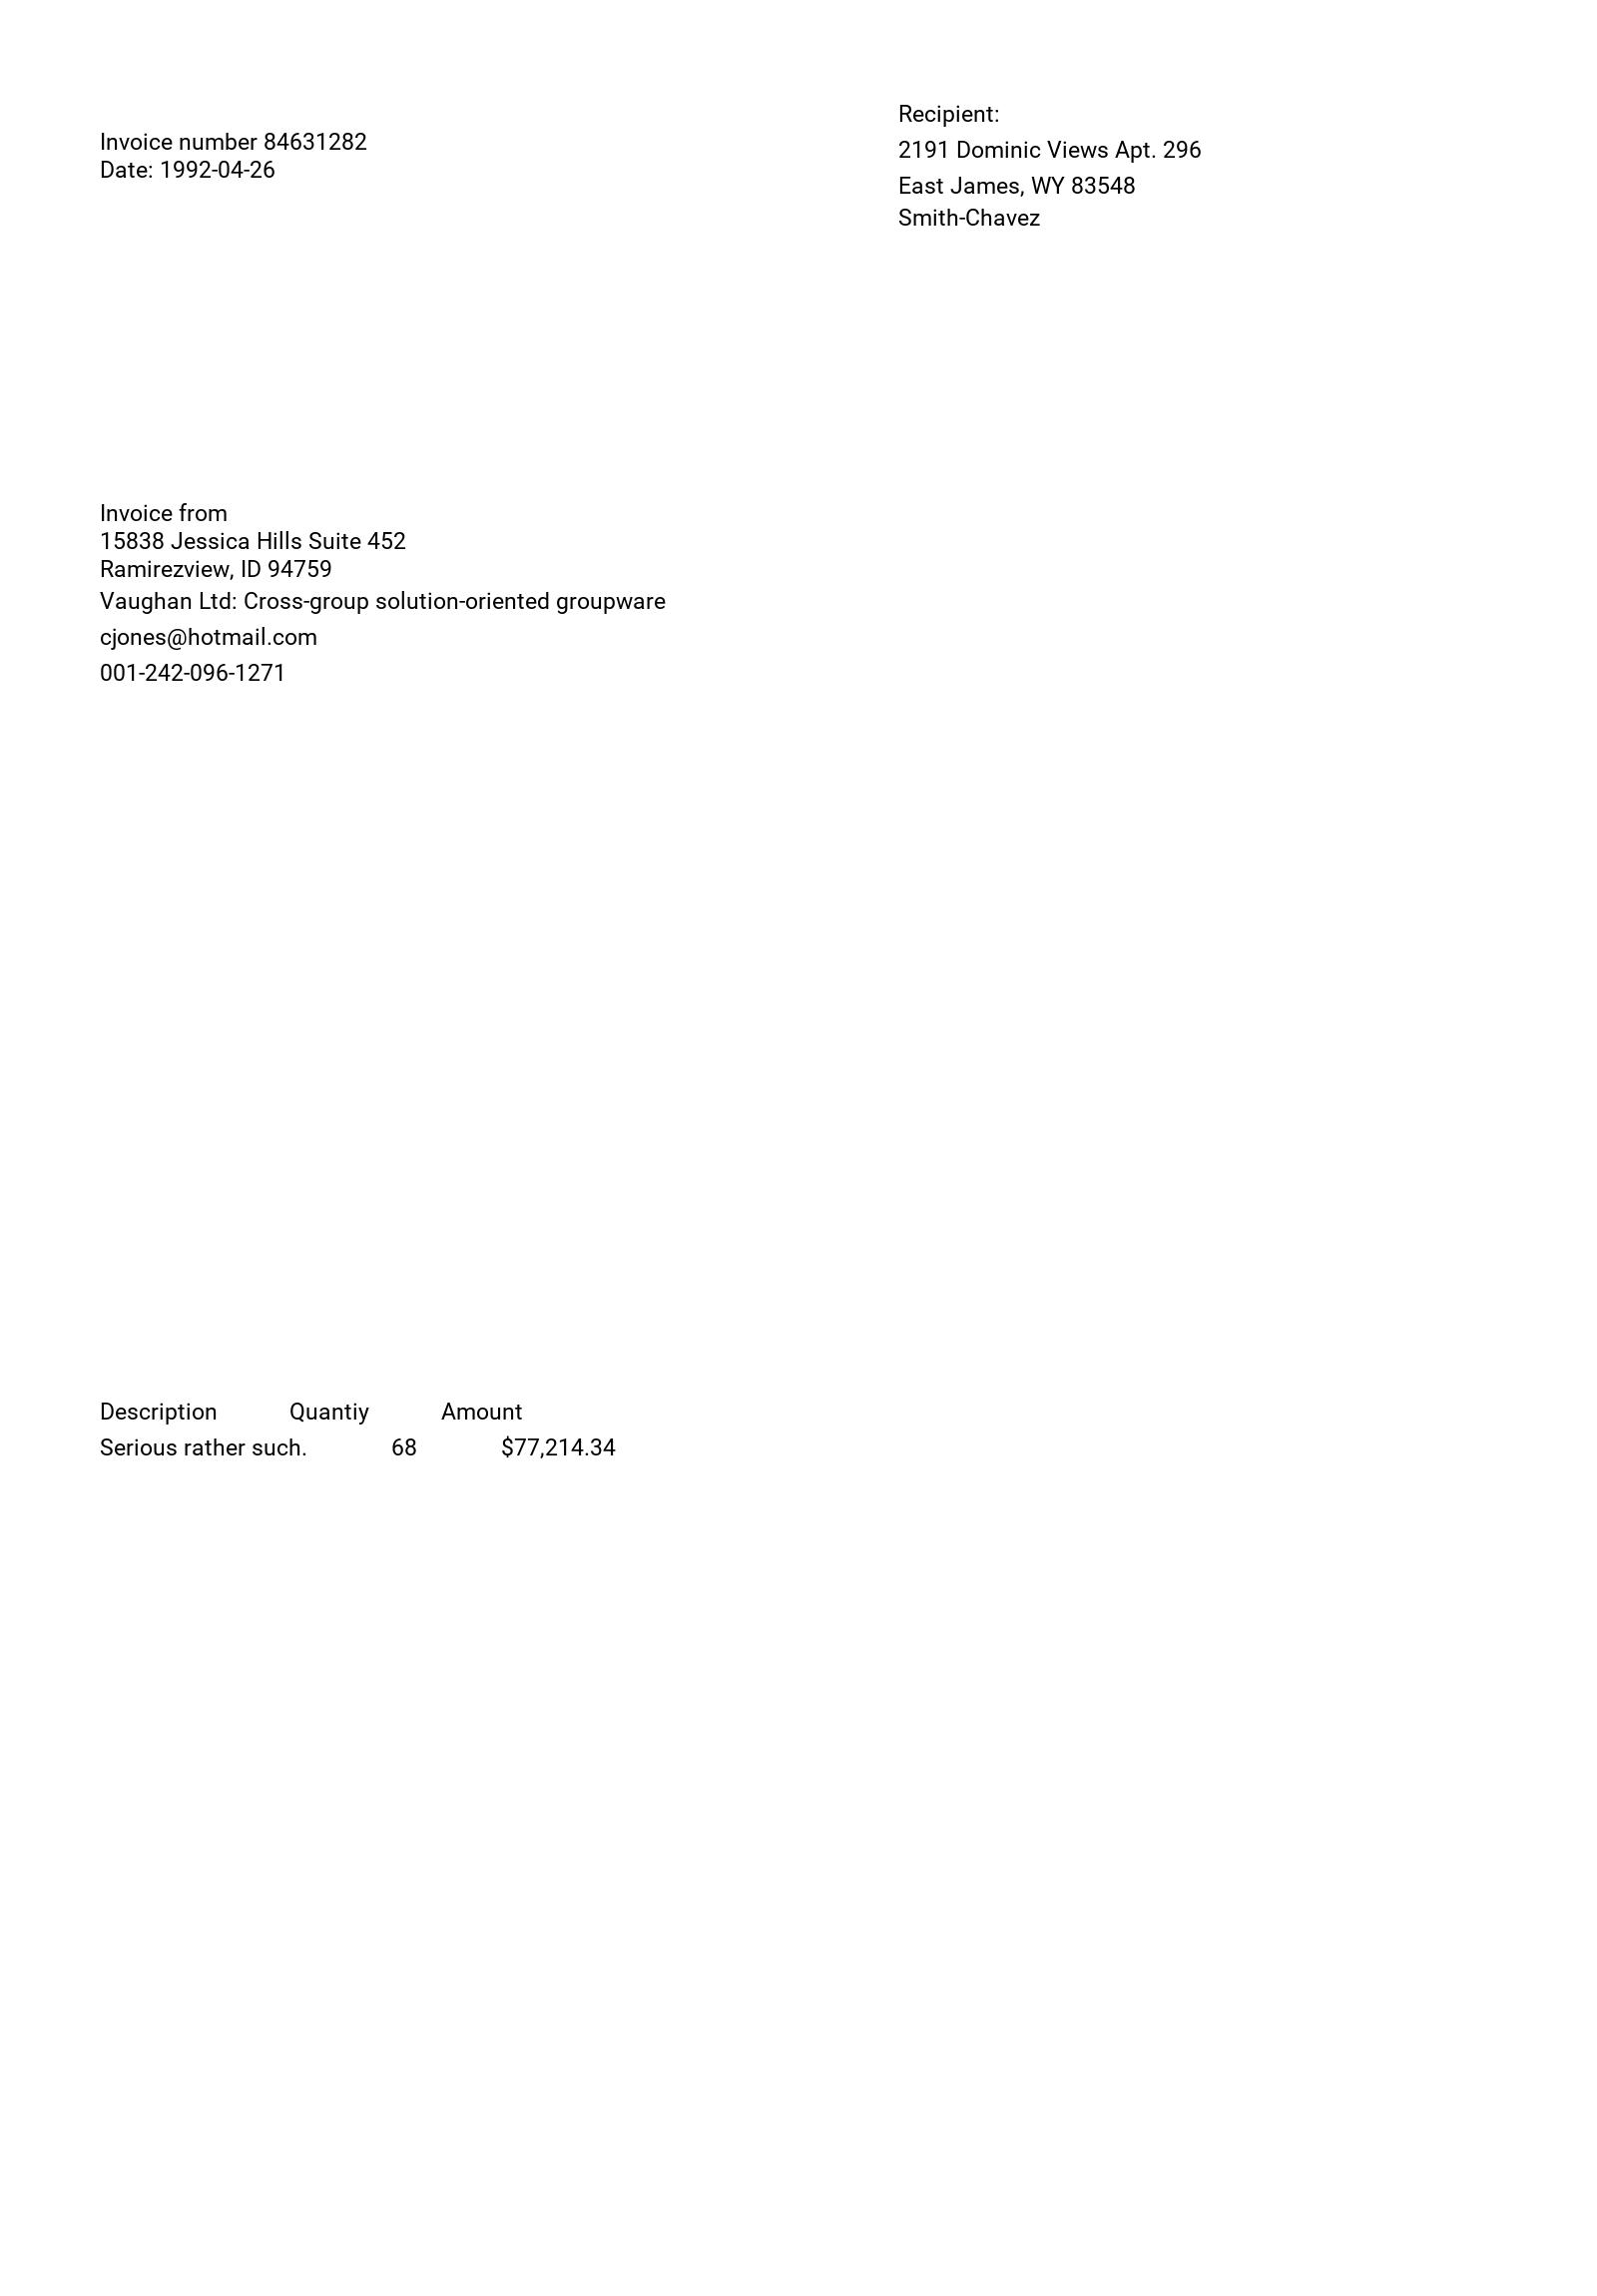 Invoice number 84631282
Date: 1992-04-26
Recipient:
2191 Dominic Views Apt. 296
East James, WY 83548
Smith-Chavez
Invoice from
15838 Jessica Hills Suite 452
Ramirezview, ID 94759
Vaughan Ltd: Cross-group solution-oriented groupware
cjones@hotmail.com
001-242-096-1271
Description Quantiy Amount
Serious rather such. 68 $77,214.34